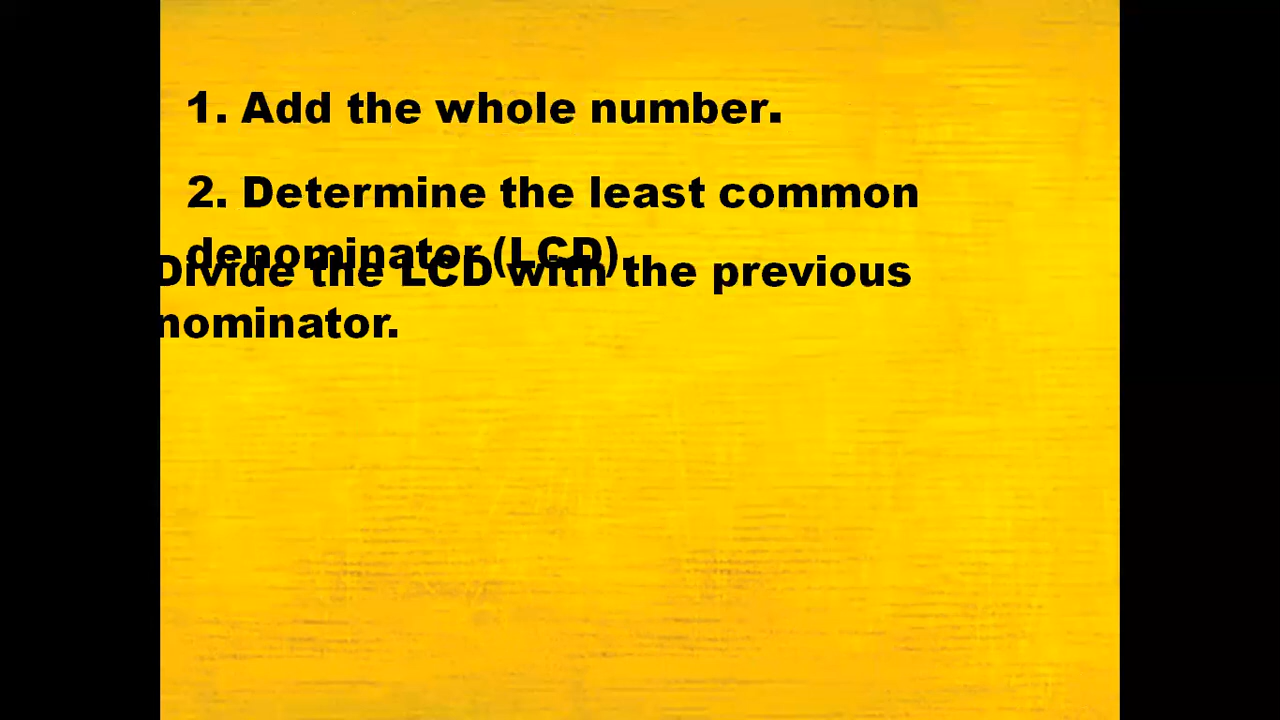 1. Add the whole number.
2. Determine the least common
denominator (LCD).
Divide the LCD with the previous
nominator.